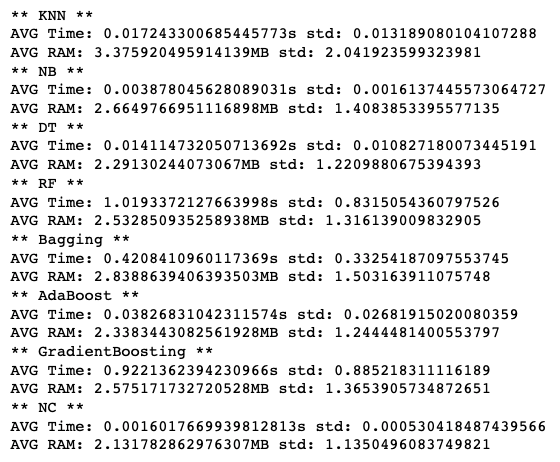 ** KNN **
AVG Time: 0.017243300685445773s std: 0.013189080104107288
AVG RAM: 3.375920495914139MB std: 2.041923599323981
** NB **
AVG Time: 0.003878045628089031s std: 0.0016137445573064727
AVG RAM: 2.6649766951116898MB std: 1.4083853395577135
** DT **
AVG Time: 0.014114732050713692s std: 0.010827180073445191
AVG RAM: 2.29130244073067MB std: 1.2209880675394393
** RF **
AVG Time: 1.0193372127663998s std: 0.8315054360797526
AVG RAM: 2.532850935258938MB std: 1.316139009832905
** Bagging **
AVG Time: 0.4208410960117369s std: 0.33254187097553745
AVG RAM: 2.8388639406393503MB std: 1.503163911075748
** AdaBoost **
AVG Time: 0.03826831042311574s std: 0.02681915020080359
AVG RAM: 2.3383443082561928MB std: 1.2444481400553797
** GradientBoosting **
AVG Time: 0.9221362394230966s std: 0.885218311116189
AVG RAM: 2.575171732720528MB std: 1.3653905734872651
** NC **
AVG Time: 0.0016017669939812813s std: 0.000530418487439566
AVG RAM: 2.131782862976307MB std: 1.1350496083749821